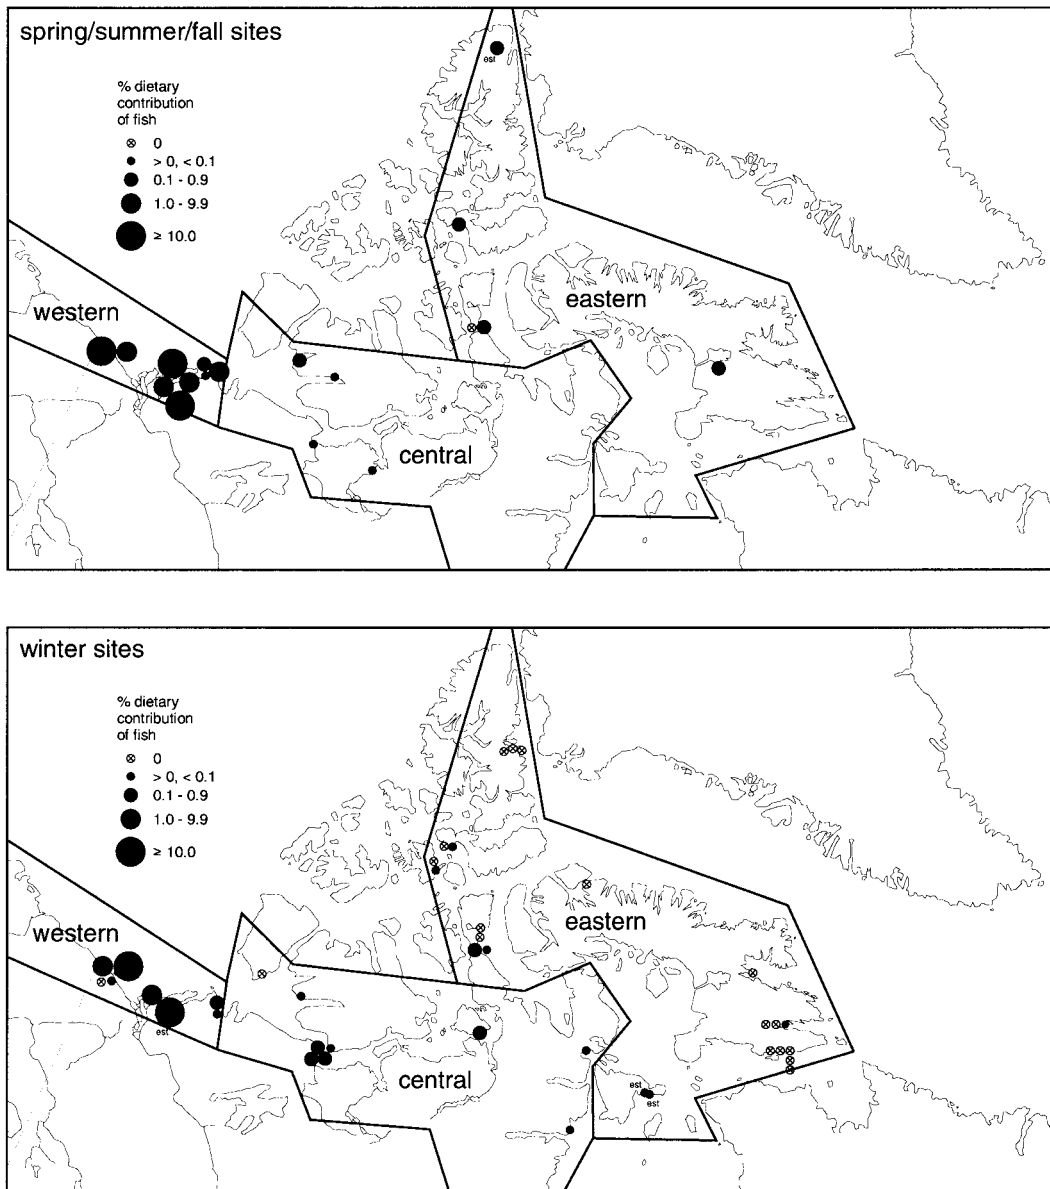 spring/summer/fall sites
% dietary
contribution
of fish
0
> 0, < 0.1
0.1 - 0.9
1.0 - 9.9
≥ 10.0
est
western
eastern
central
winter sites
% dietary
contribution
of fish
0
> 0, < 0.1
0.1 - 0.9
1.0 - 9.9
≥ 10.0
western
eastern
est
central
est
est